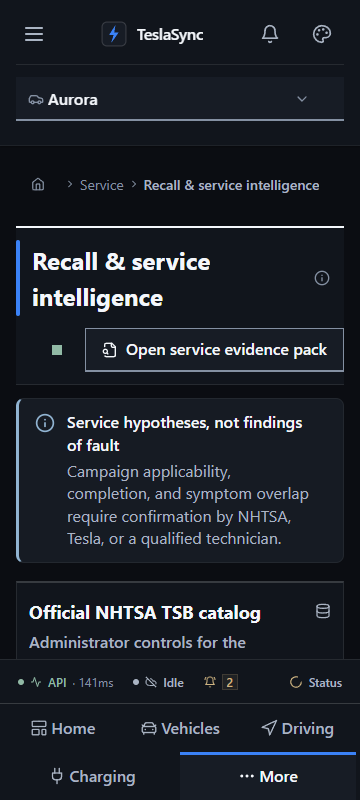 TeslaSync
Aurora
Service
Recall & service intelligence
Recall & service
intelligence
Open service evidence pack
Service hypotheses, not findings
of fault
Campaign applicability,
completion, and symptom overlap
require confirmation by NHTSA,
Tesla, or a qualified technician.
Official NHTSA TSB catalog
Administrator controls for the
API · 141ms
Idle
2
Status
Home
Vehicles
Driving
Charging
More